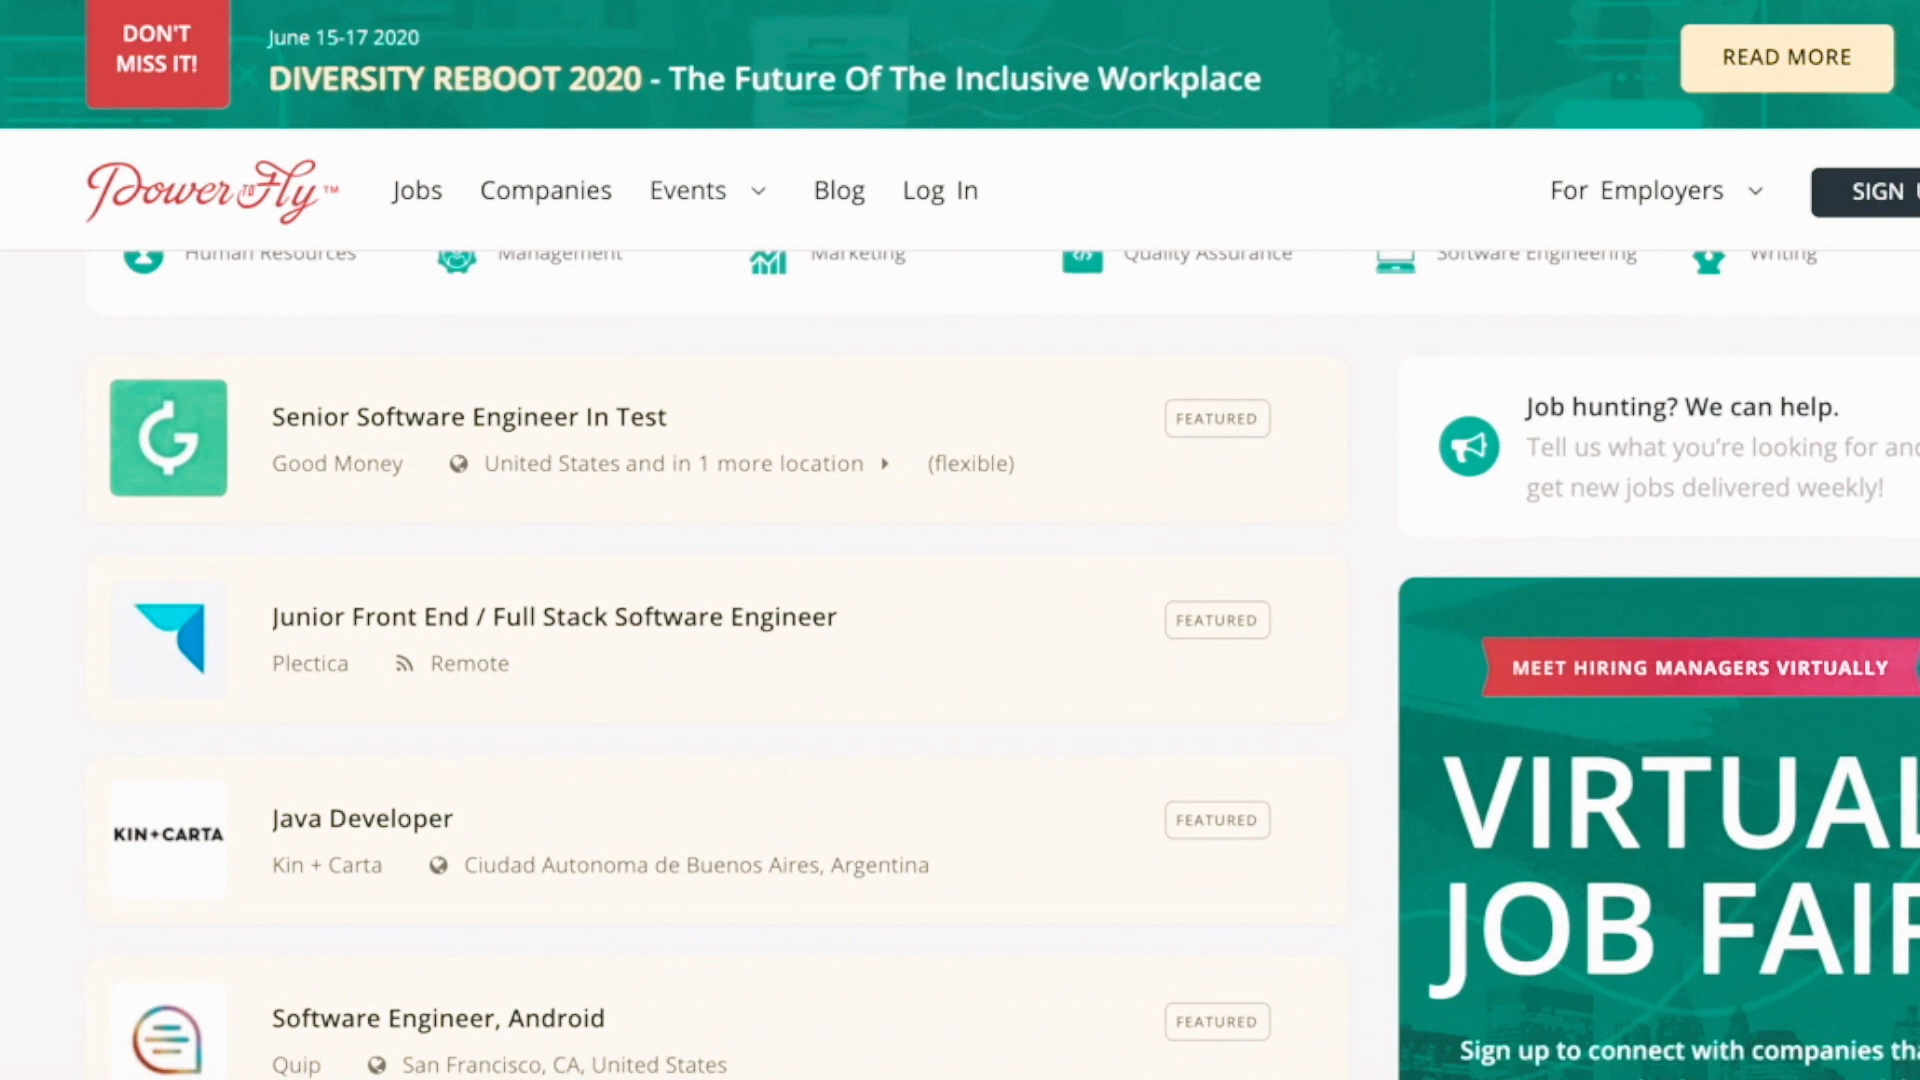 DON'T
MISS IT!
June 15-17 2020
DIVERSITY REBOOT 2020 - The Future Of The Inclusive Workplace
READ MORE
Power to Fly™
Jobs Companies Events Blog Log In
For Employers
SIGN
Human Resources Management Marketing Quality Assurance Software Engineering Writing
Senior Software Engineer In Test
FEATURED
Good Money United States and in 1 more location (flexible)
Junior Front End / Full Stack Software Engineer
FEATURED
Plectica Remote
KIN+CARTA
Java Developer
FEATURED
Kin + Carta Ciudad Autonoma de Buenos Aires, Argentina
Software Engineer, Android
FEATURED
Quip San Francisco, CA, United States
Job hunting? We can help.
Tell us what you’re looking for and
get new jobs delivered weekly!
MEET HIRING MANAGERS VIRTUALLY
VIRTUAL
JOB FAIR
Sign up to connect with companies